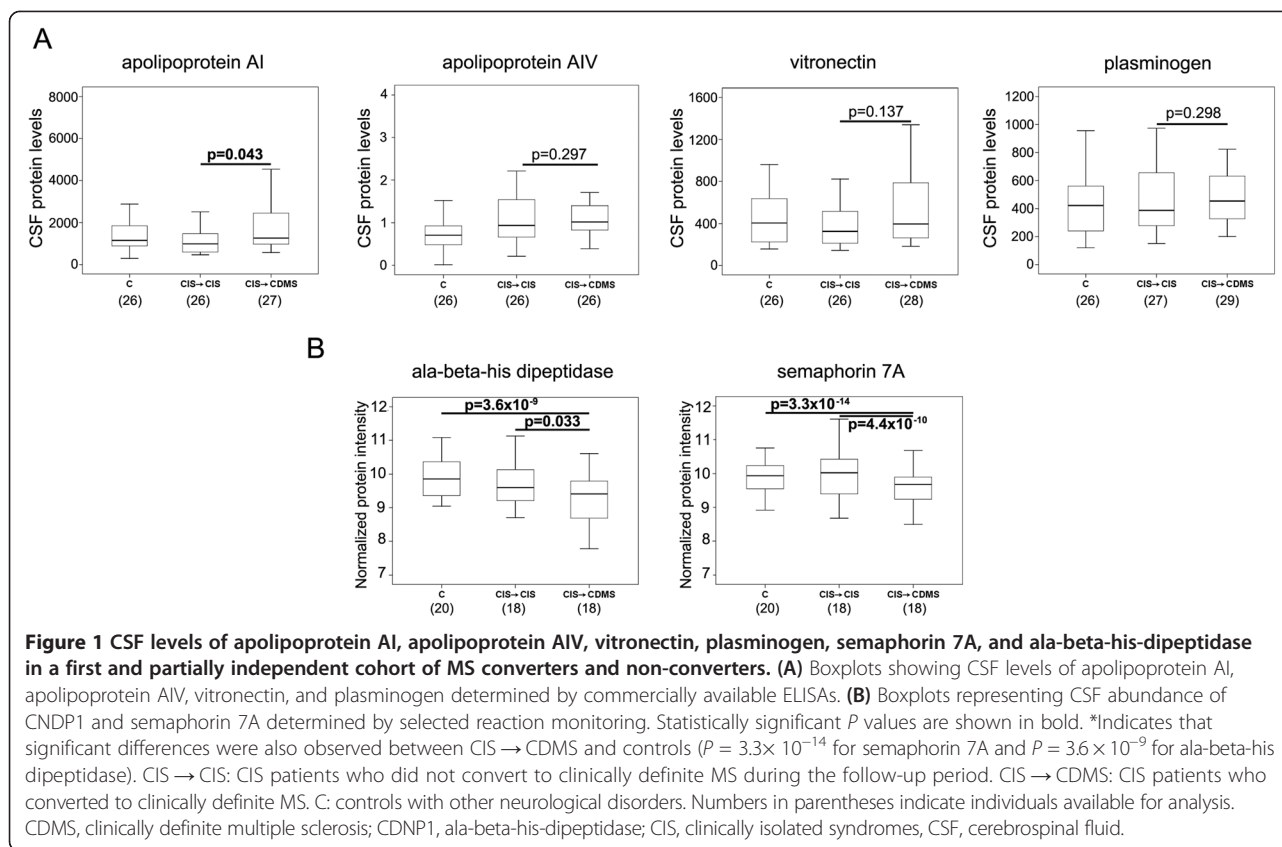 A
apolipoprotein AI
apolipoprotein AIV
vitronectin
plasminogen
CSF protein levels
8000
6000
4000
2000
0
p=0.043
C
(26)
CIS→CIS
(26)
CIS→CDMS
(27)
CSF protein levels
4
3
2
1
0
p=0.297
C
(26)
CIS→CIS
(26)
CIS→CDMS
(26)
CSF protein levels
1600
1200
800
400
0
p=0.137
C
(26)
CIS→CIS
(26)
CIS→CDMS
(28)
CSF protein levels
1200
1000
800
600
400
200
0
p=0.298
C
(26)
CIS→CIS
(27)
CIS→CDMS
(29)
B
ala-beta-his dipeptidase
semaphorin 7A
Normalized protein intensity
12
11
10
9
8
7
p=3.6x10⁻⁹
p=0.033
C
(20)
CIS→CIS
(18)
CIS→CDMS
(18)
Normalized protein intensity
12
11
10
9
8
7
p=3.3x10⁻¹⁴
p=4.4x10⁻¹⁰
C
(20)
CIS→CIS
(18)
CIS→CDMS
(18)
Figure 1 CSF levels of apolipoprotein AI, apolipoprotein AIV, vitronectin, plasminogen, semaphorin 7A, and ala-beta-his-dipeptidase
in a first and partially independent cohort of MS converters and non-converters. (A) Boxplots showing CSF levels of apolipoprotein AI,
apolipoprotein AIV, vitronectin, and plasminogen determined by commercially available ELISAs. (B) Boxplots representing CSF abundance of
CNDP1 and semaphorin 7A determined by selected reaction monitoring. Statistically significant P values are shown in bold. *Indicates that
significant differences were also observed between CIS → CDMS and controls (P = 3.3× 10⁻¹⁴ for semaphorin 7A and P = 3.6 × 10⁻⁹ for ala-beta-his
dipeptidase). CIS → CIS: CIS patients who did not convert to clinically definite MS during the follow-up period. CIS → CDMS: CIS patients who
converted to clinically definite MS. C: controls with other neurological disorders. Numbers in parentheses indicate individuals available for analysis.
CDMS, clinically definite multiple sclerosis; CDNP1, ala-beta-his-dipeptidase; CIS, clinically isolated syndromes, CSF, cerebrospinal fluid.